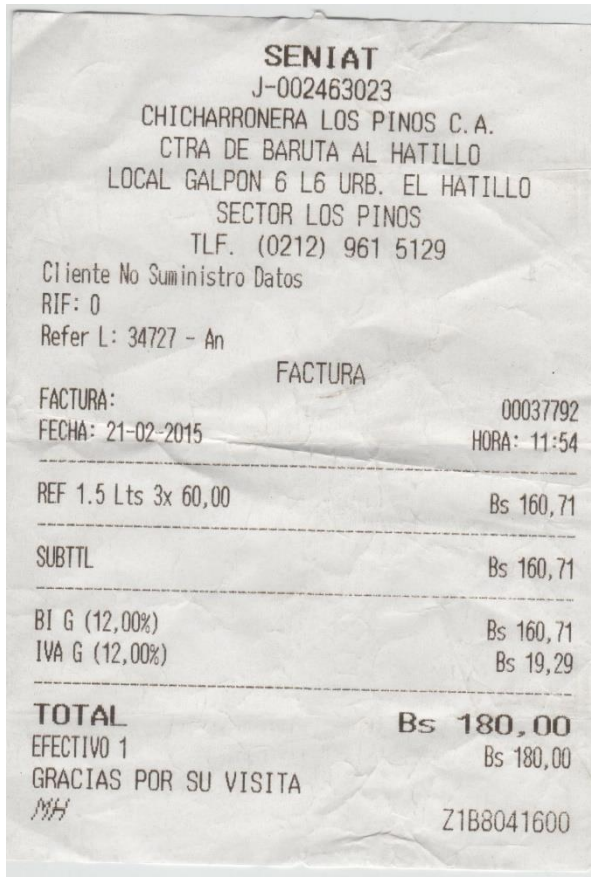 SENIAT
J-002463023
CHICHARRONERA LOS PINOS C.A.
CTRA DE BARUTA AL HATILLO
LOCAL GALPON 6 L6 URB. EL HATILLO
SECTOR LOS PINOS
TLF. (0212) 961 5129
Cliente No Suministro Datos
RIF: 0
Refer L: 34727 - An
FACTURA
FACTURA: 00037792
FECHA: 21-02-2015 HORA: 11:54
REF 1.5 Lts 3x 60,00 Bs 160,71
SUBTTL Bs 160,71
BI G (12,00%) Bs 160,71
IVA G (12,00%) Bs 19,29
TOTAL Bs 180,00
EFECTIVO 1 Bs 180,00
GRACIAS POR SU VISITA
MH Z1B8041600